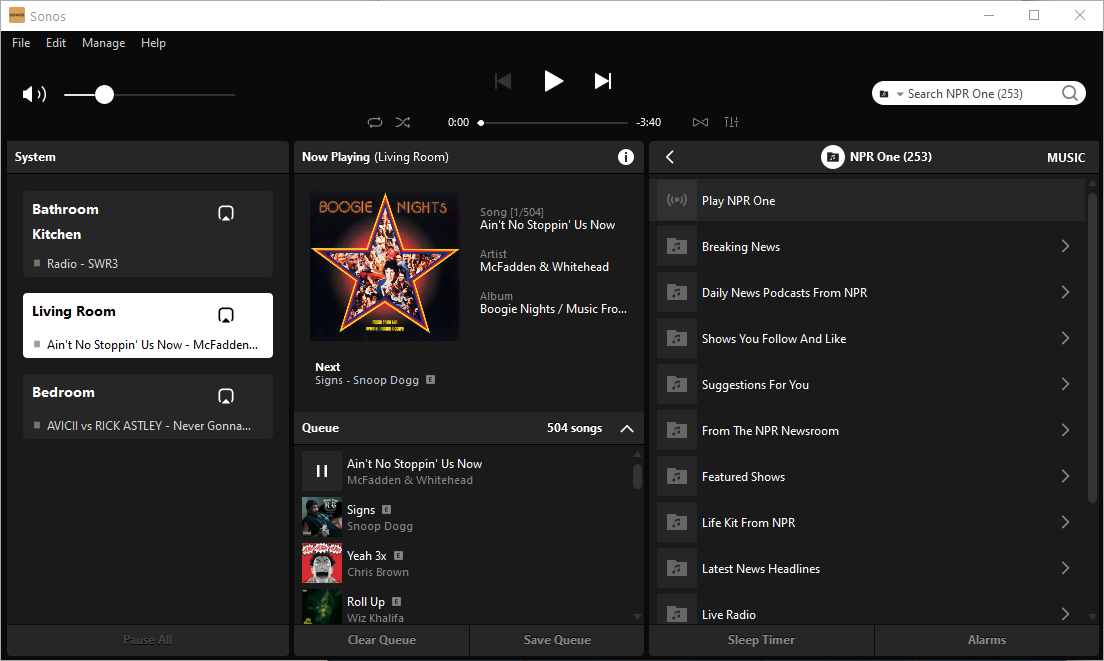 Sonos
File Edit Manage Help
0:00 -3:40
Search NPR One (253)
System
Bathroom
Kitchen
Radio - SWR3
Living Room
Ain't No Stoppin' Us Now - McFadden...
Bedroom
AVICII vs RICK ASTLEY - Never Gonna...
Pause All
Now Playing (Living Room)
BOOGIE NIGHTS
Song [1/504]
Ain't No Stoppin' Us Now
Artist
McFadden & Whitehead
Album
Boogie Nights / Music Fro...
Next
Signs - Snoop Dogg E
Queue 504 songs
Ain't No Stoppin' Us Now
McFadden & Whitehead
Signs E
Snoop Dogg
Yeah 3x E
Chris Brown
Roll Up E
Wiz Khalifa
Clear Queue Save Queue
NPR One (253) MUSIC
Play NPR One
Breaking News
Daily News Podcasts From NPR
Shows You Follow And Like
Suggestions For You
From The NPR Newsroom
Featured Shows
Life Kit From NPR
Latest News Headlines
Live Radio
Sleep Timer Alarms